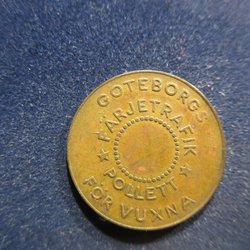 GÖTEBORGS
FÄRJETRAFIK
★ POLLETT ★
FÖR VUXNA